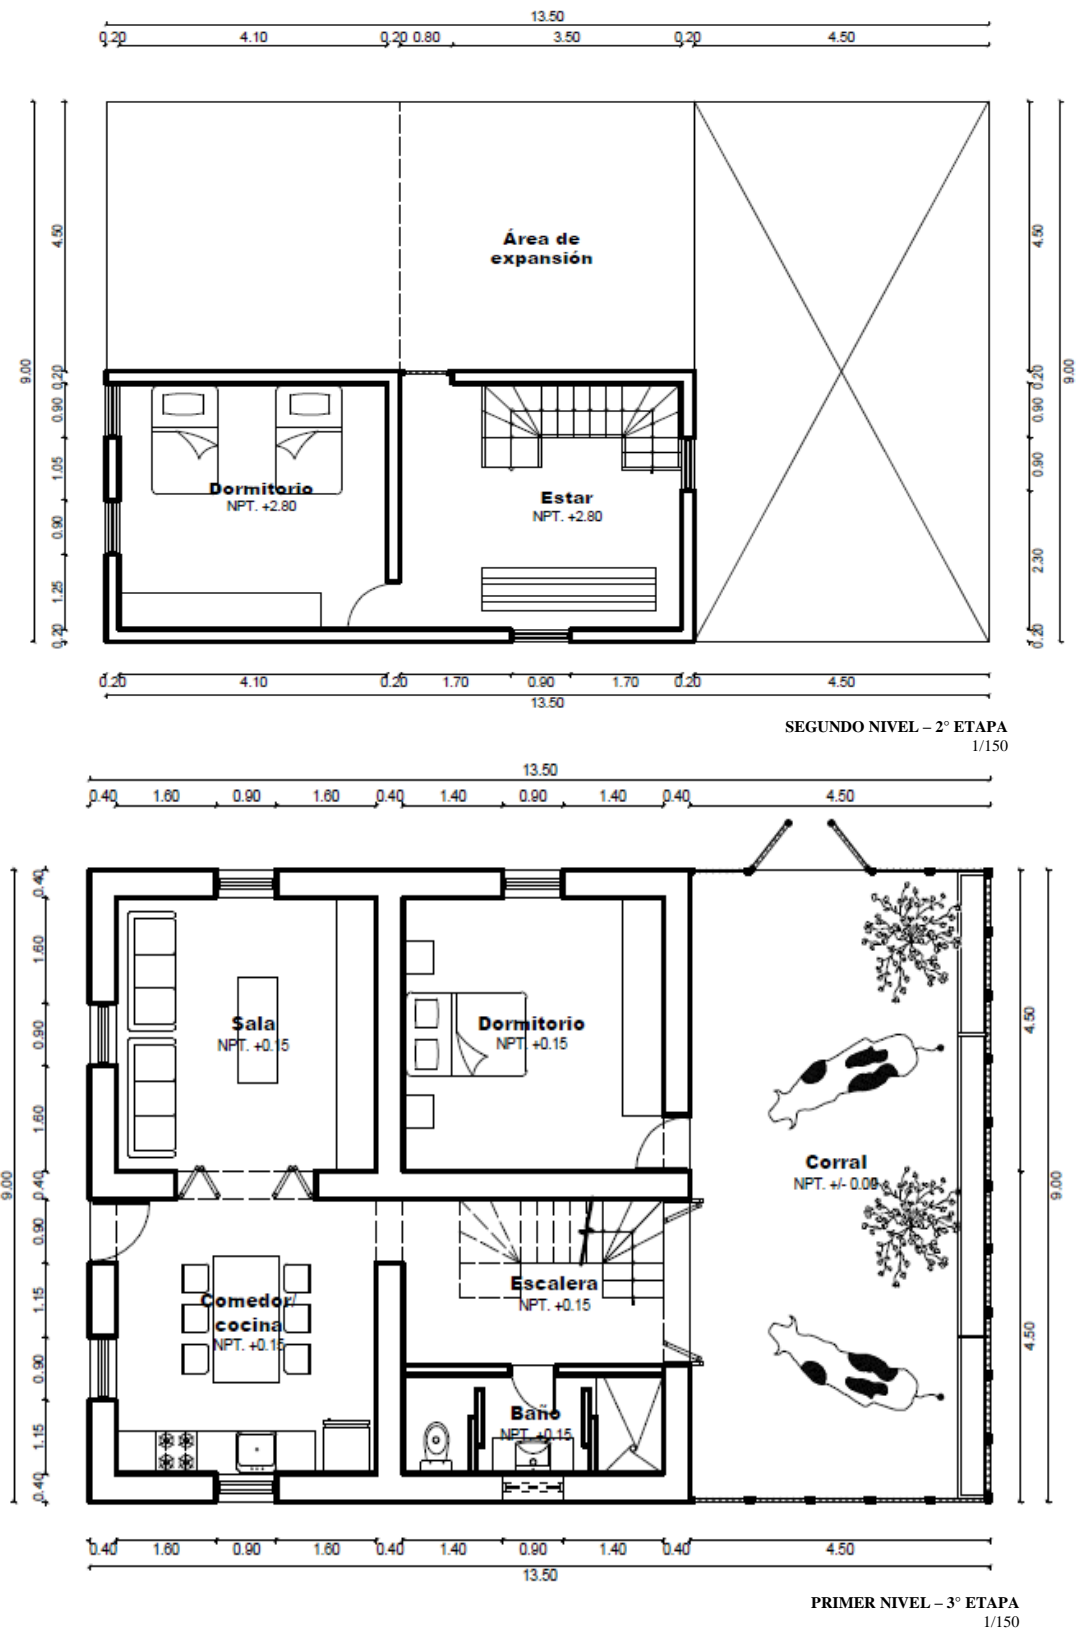 13.50
0.20 4.10 0.20 0.80 3.50 0.20 4.50
9.00
4.50
0.20
0.90
1.05
0.90
1.25
0.20
Área de
expansión
Dormitorio
NPT. +2.80
Estar
NPT. +2.80
4.50
0.20
0.90
0.90
2.30
0.20
9.00
0.20 4.10 0.20 1.70 0.90 1.70 0.20 4.50
13.50
SEGUNDO NIVEL – 2° ETAPA
1/150
13.50
0.40 1.60 0.90 1.60 0.40 1.40 0.90 1.40 0.40 4.50
9.00
0.40
1.60
0.90
1.60
0.40
0.90
1.15
0.90
1.15
0.40
Sala
NPT. +0.15
Dormitorio
NPT. +0.15
Corral
NPT. +/- 0.00
Escalera
NPT. +0.15
Comedor/
cocina
NPT. +0.15
Baño
NPT. +0.15
4.50
4.50
9.00
0.40 1.60 0.90 1.60 0.40 1.40 0.90 1.40 0.40 4.50
13.50
PRIMER NIVEL – 3° ETAPA
1/150